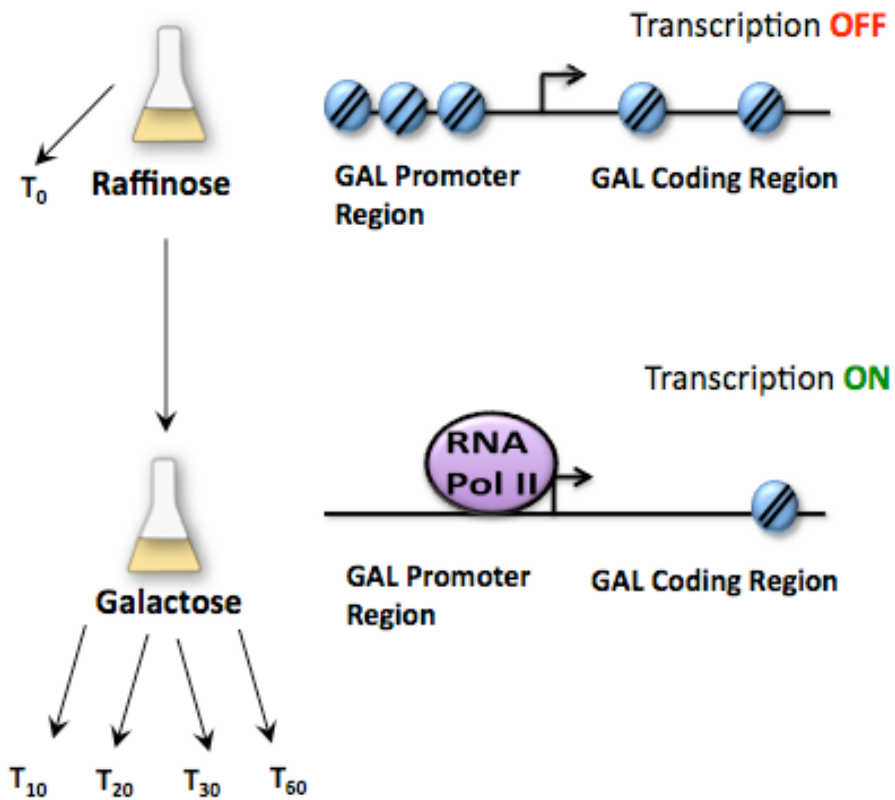 Transcription OFF
T₀
Raffinose
GAL Promoter
Region
GAL Coding Region
Transcription ON
RNA
Pol II
GAL Promoter
Region
GAL Coding Region
Galactose
T₁₀ T₂₀ T₃₀ T₆₀